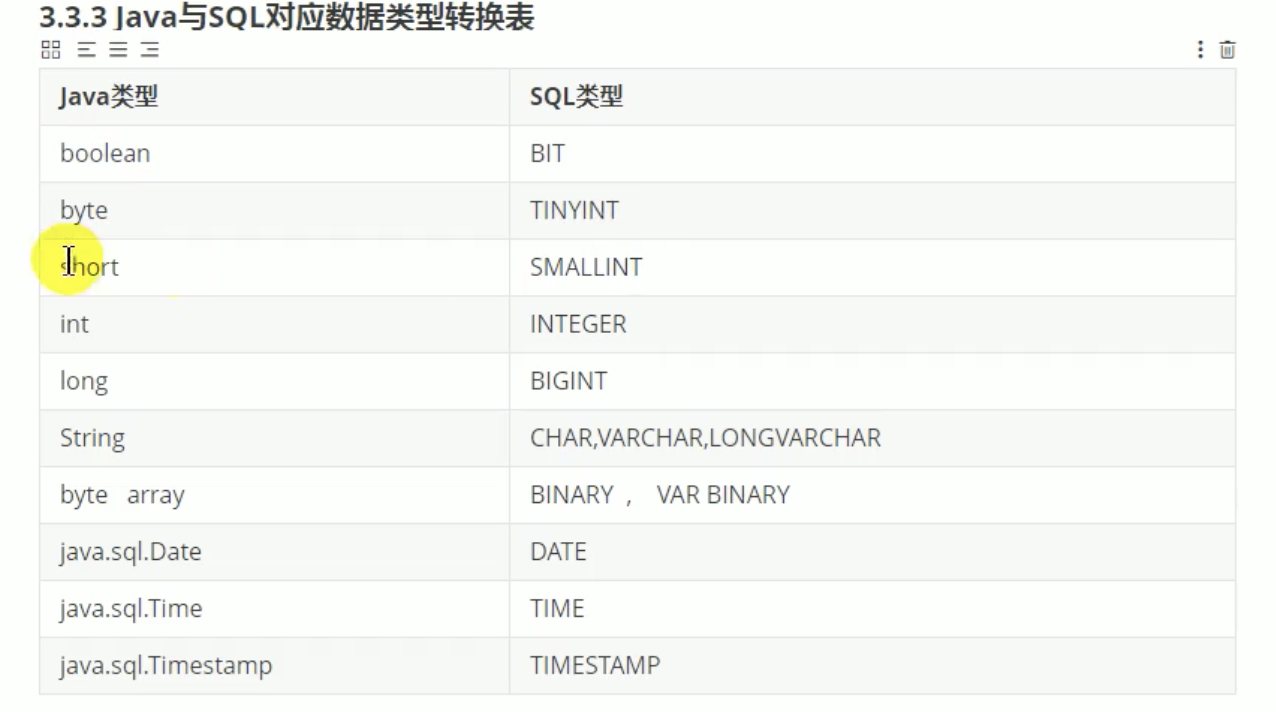 3.3.3 Java与SQL对应数据类型转换表
Java类型 SQL类型
boolean BIT
byte TINYINT
short SMALLINT
int INTEGER
long BIGINT
String CHAR,VARCHAR,LONGVARCHAR
byte array BINARY , VAR BINARY
java.sql.Date DATE
java.sql.Time TIME
java.sql.Timestamp TIMESTAMP